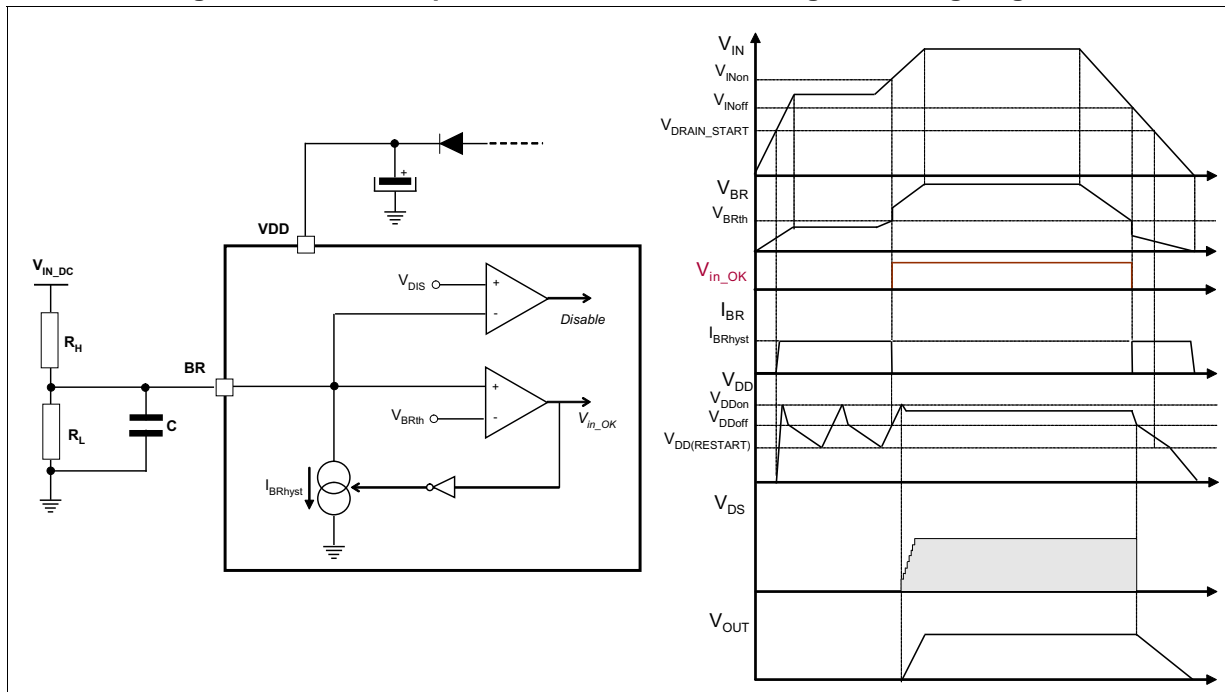 VDD
V_IN_DC
R_H
R_L
C
BR
V_DIS
+
-
Disable
+
-
V_BRth
V_in_OK
I_BRhyst
+
V_IN
V_INon
V_INoff
V_DRAIN_START
V_BR
V_BRth
V_in_OK
I_BR
I_BRhyst
V_DD
V_DDon
V_DDoff
V_DD(RESTART)
V_DS
V_OUT